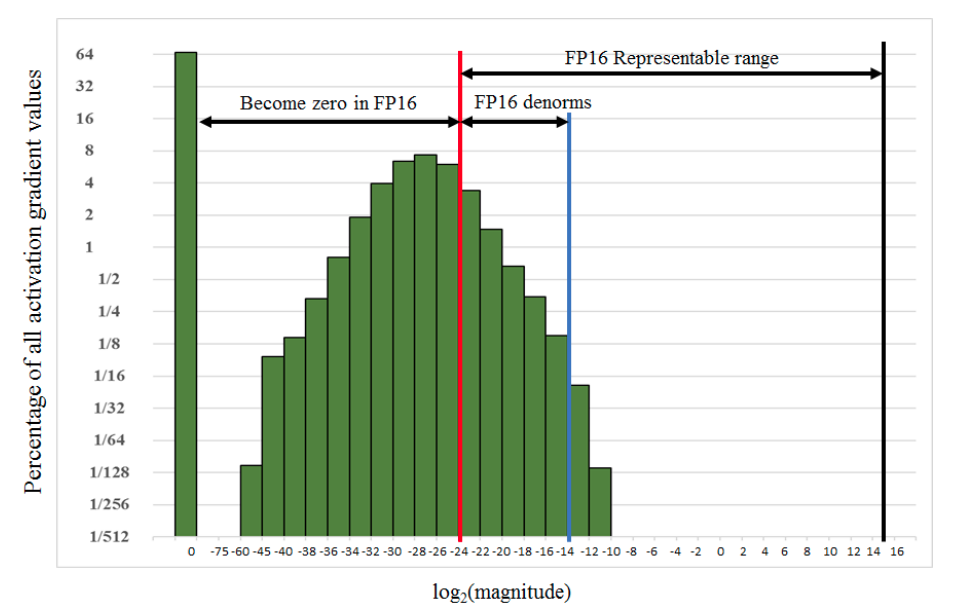 FP16 Representable range
Become zero in FP16
FP16 denorms
Percentage of all activation gradient values
64
32
16
8
4
2
1
1/2
1/4
1/8
1/16
1/32
1/64
1/128
1/256
1/512
0 -75 -60 -45 -40 -38 -36 -34 -32 -30 -28 -26 -24 -22 -20 -18 -16 -14 -12 -10 -8 -6 -4 -2 0 2 4 6 8 10 12 14 16
log₂(magnitude)